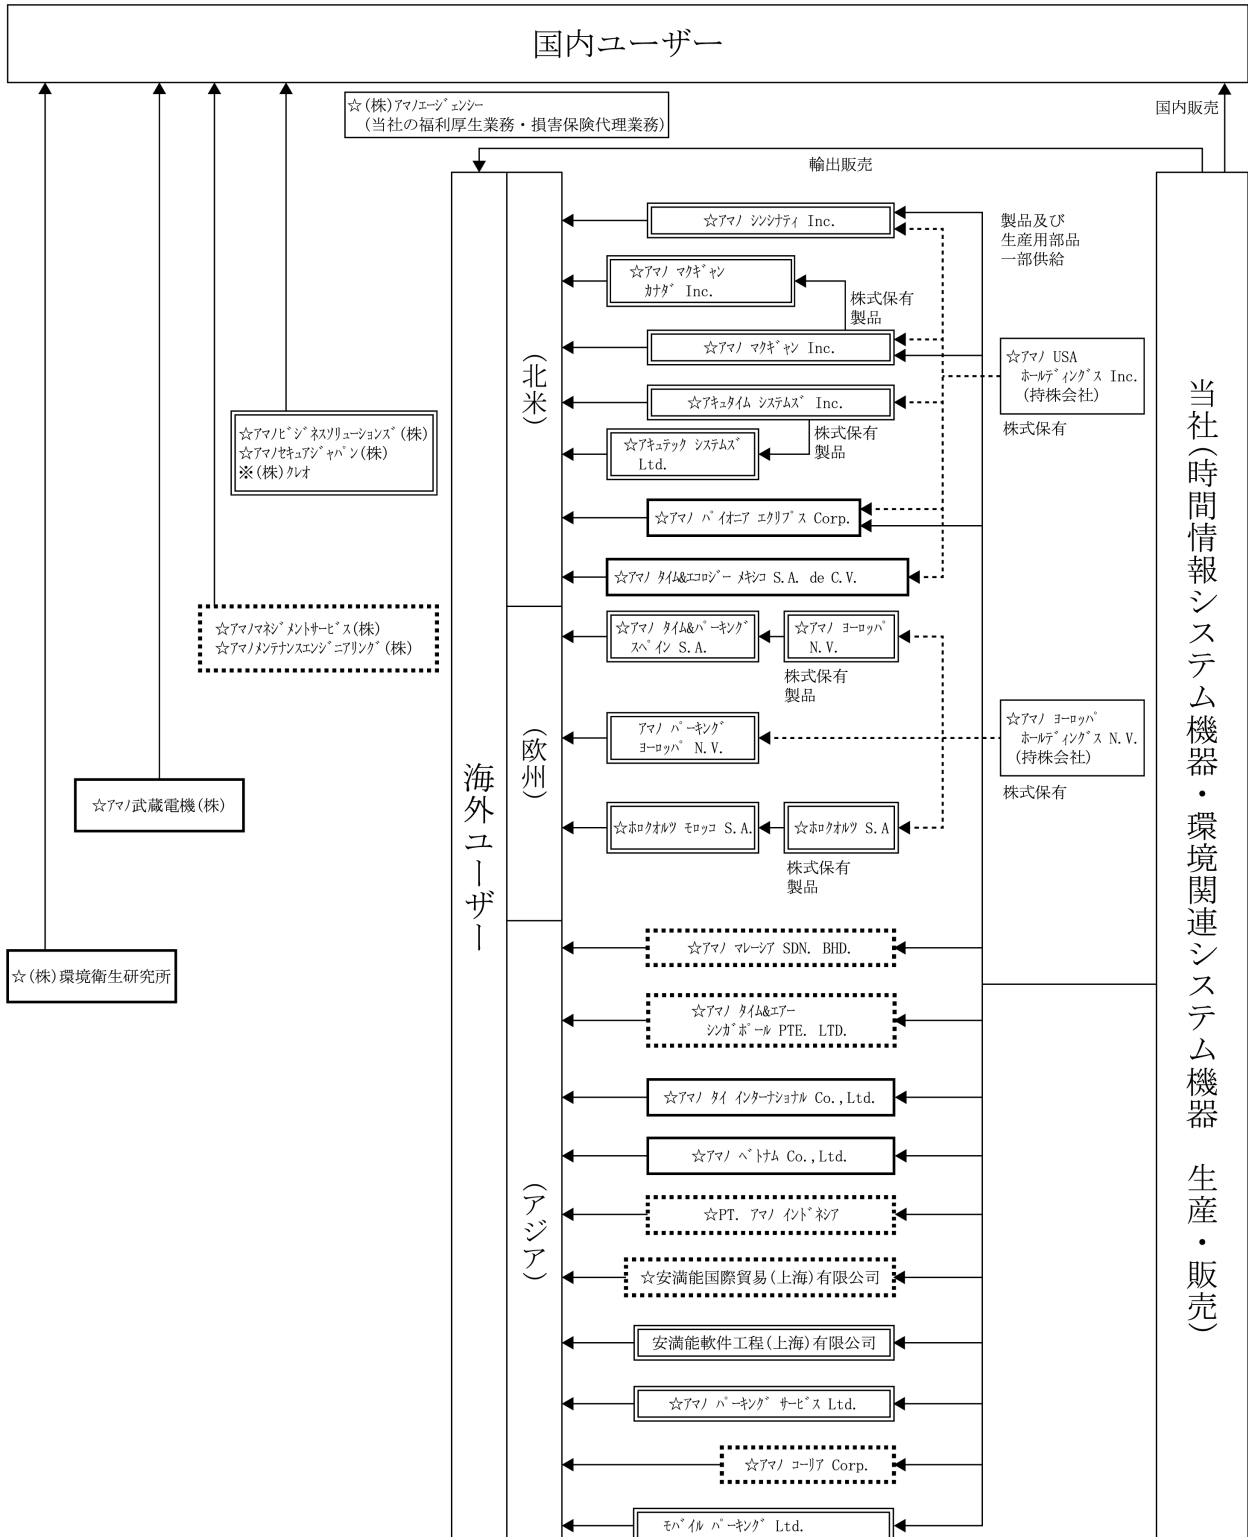 国内ユーザー
☆(株)ｱﾏﾉｴｰｼﾞｪﾝｼｰ
(当社の福利厚生業務・損害保険代理業務)
国内販売
輸出販売
☆ｱﾏﾉ ｼﾝｼﾅﾃｨ Inc.
製品及び
生産用部品
一部供給
☆ｱﾏﾉ ﾏｸｷﾞｬﾝ
ｶﾅﾀﾞ Inc.
株式保有
製品
☆ｱﾏﾉ ﾏｸｷﾞｬﾝ Inc.
☆ｱﾏﾉ USA
ﾎｰﾙﾃﾞｨﾝｸﾞｽ Inc.
(持株会社)
株式保有
(北米)
☆ｱｷｭﾀｲﾑ ｼｽﾃﾑｽﾞ Inc.
株式保有
製品
☆ｱｷｭﾃｯｸ ｼｽﾃﾑｽﾞ
Ltd.
☆ｱﾏﾉﾋﾞｼﾞﾈｽｿﾘｭｰｼｮﾝｽﾞ(株)
☆ｱﾏﾉｾｷｭｱｼﾞｬﾊﾟﾝ(株)
※(株)ｸﾚｵ
☆ｱﾏﾉ ﾊﾟｲｵﾆｱ ｴｸﾘﾌﾟｽ Corp.
☆ｱﾏﾉ ﾀｲﾑ&ｴｺﾛｼﾞｰ ﾒｷｼｺ S.A. de C.V.
☆ｱﾏﾉﾏﾈｼﾞﾒﾝﾄｻｰﾋﾞｽ(株)
☆ｱﾏﾉﾒﾝﾃﾅﾝｽｴﾝｼﾞﾆｱﾘﾝｸﾞ(株)
☆ｱﾏﾉ ﾀｲﾑ&ﾊﾟｰｷﾝｸﾞ
ｽﾍﾟｲﾝ S.A.
☆ｱﾏﾉ ﾖｰﾛｯﾊﾟ
N.V.
株式保有
製品
(欧州)
ｱﾏﾉ ﾊﾟｰｷﾝｸﾞ
ﾖｰﾛｯﾊﾟ N.V.
☆ｱﾏﾉ ﾖｰﾛｯﾊﾟ
ﾎｰﾙﾃﾞｨﾝｸﾞｽ N.V.
(持株会社)
株式保有
☆ｱﾏﾉ武蔵電機(株)
☆ﾎﾛｸｵﾙﾂ ﾓﾛｯｺ S.A.
☆ﾎﾛｸｵﾙﾂ S.A
株式保有
製品
海外ユーザー
当社(時間情報システム機器・環境関連システム機器 生産・販売)
☆(株)環境衛生研究所
☆ｱﾏﾉ ﾏﾚｰｼｱ SDN. BHD.
☆ｱﾏﾉ ﾀｲﾑ&ｴｱｰ
ｼﾝｶﾞﾎﾟｰﾙ PTE. LTD.
☆ｱﾏﾉ ﾀｲ ｲﾝﾀｰﾅｼｮﾅﾙ Co.,Ltd.
☆ｱﾏﾉ ﾍﾞﾄﾅﾑ Co.,Ltd.
(アジア)
☆PT. ｱﾏﾉ ｲﾝﾄﾞﾈｼｱ
☆安満能国際貿易(上海)有限公司
安満能軟件工程(上海)有限公司
☆ｱﾏﾉ ﾊﾟｰｷﾝｸﾞ ｻｰﾋﾞｽ Ltd.
☆ｱﾏﾉ ｺｰﾘｱ Corp.
ﾓﾊﾞｲﾙ ﾊﾟｰｷﾝｸﾞ Ltd.